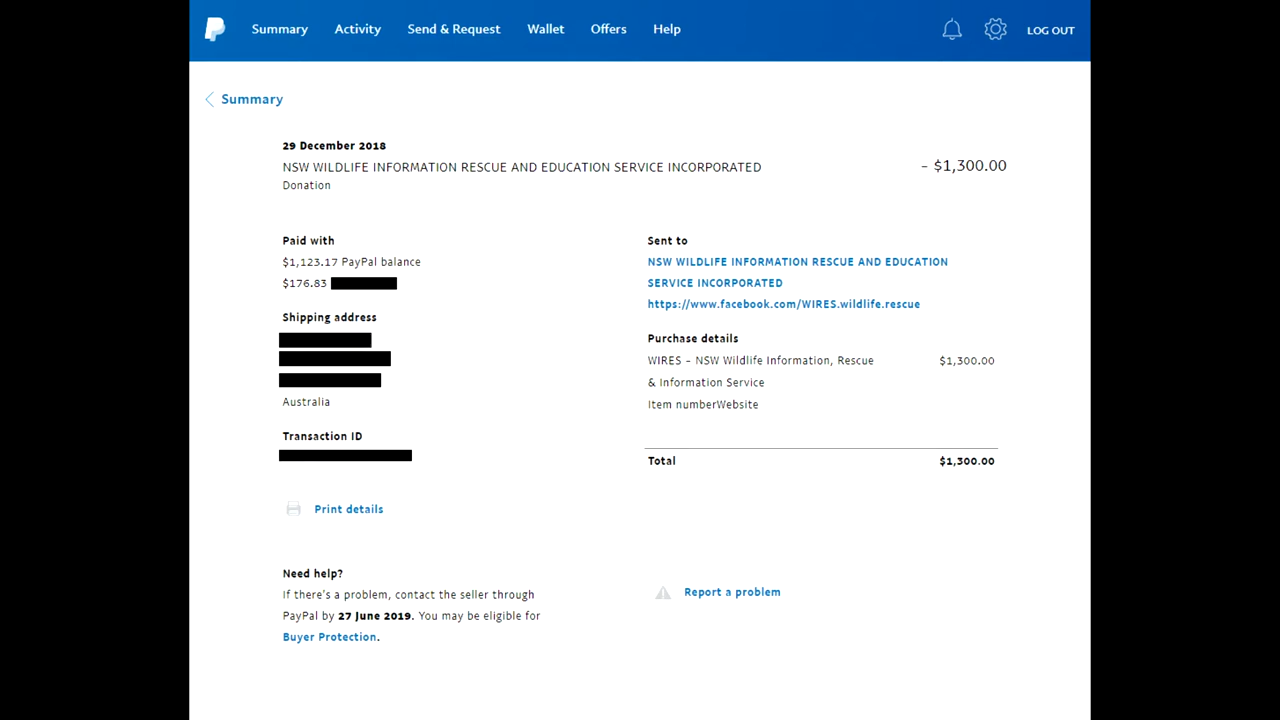 Summary Activity Send & Request Wallet Offers Help LOG OUT
Summary
29 December 2018
NSW WILDLIFE INFORMATION RESCUE AND EDUCATION SERVICE INCORPORATED - $1,300.00
Donation
Paid with
$1,123.17 PayPal balance
$176.83
Shipping address
Australia
Transaction ID
Print details
Sent to
NSW WILDLIFE INFORMATION RESCUE AND EDUCATION
SERVICE INCORPORATED
https://www.facebook.com/WIRES.wildlife.rescue
Purchase details
WIRES - NSW Wildlife Information, Rescue $1,300.00
& Information Service
Item numberWebsite
Total $1,300.00
Need help?
If there's a problem, contact the seller through
PayPal by 27 June 2019. You may be eligible for
Buyer Protection.
Report a problem